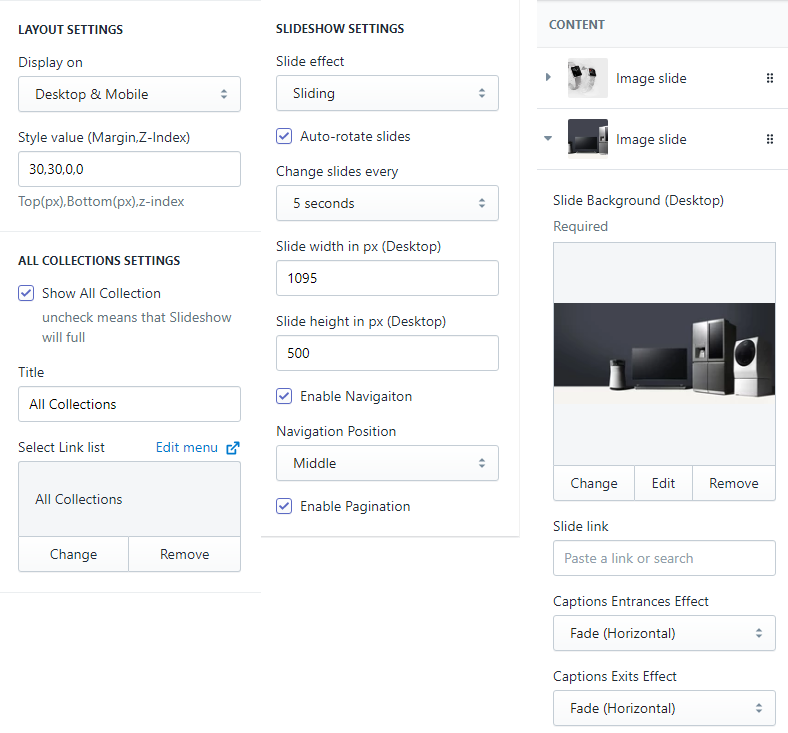 LAYOUT SETTINGS
Display on
Desktop & Mobile
Style value (Margin,Z-Index)
30,30,0,0
Top(px),Bottom(px),z-index
ALL COLLECTIONS SETTINGS
Show All Collection
uncheck means that Slideshow
will full
Title
All Collections
Select Link list
Edit menu
All Collections
Change
Remove
SLIDESHOW SETTINGS
Slide effect
Sliding
Auto-rotate slides
Change slides every
5 seconds
Slide width in px (Desktop)
1095
Slide height in px (Desktop)
500
Enable Navigaiton
Navigation Position
Middle
Enable Pagination
CONTENT
Image slide
Image slide
Slide Background (Desktop)
Required
Change
Edit
Remove
Slide link
Paste a link or search
Captions Entrances Effect
Fade (Horizontal)
Captions Exits Effect
Fade (Horizontal)